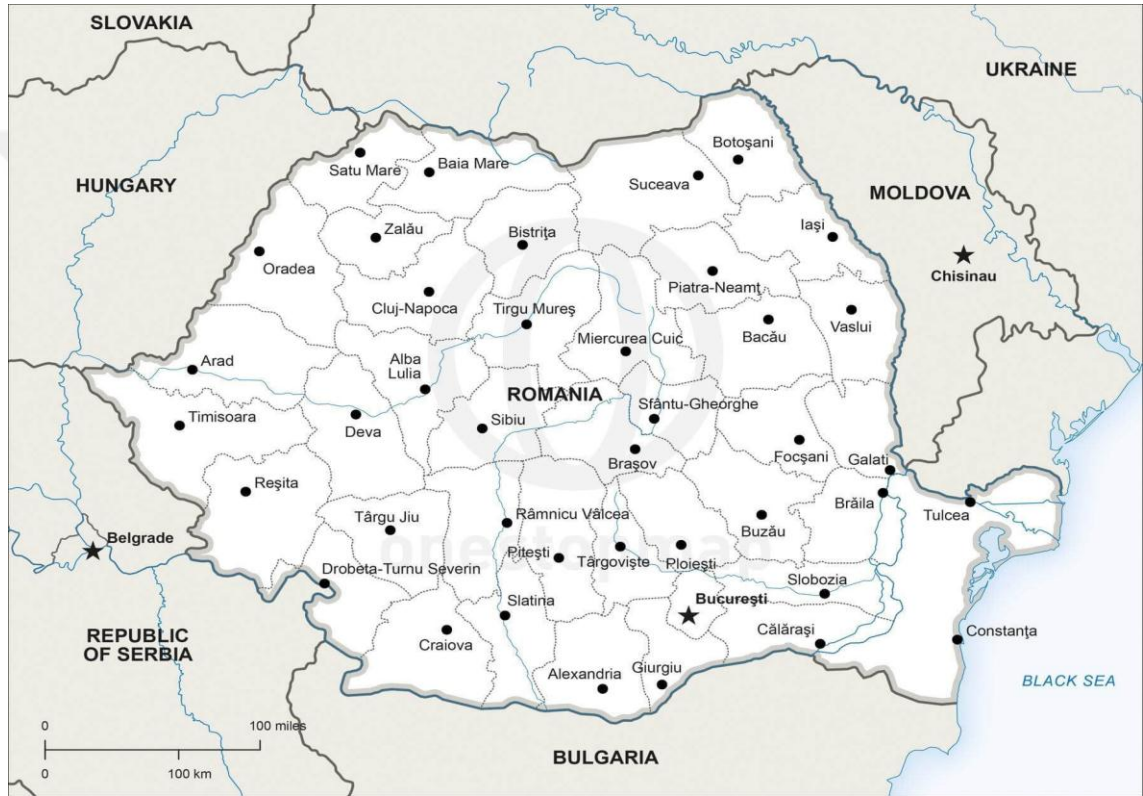 SLOVAKIA
UKRAINE
HUNGARY
MOLDOVA
Chisinau
Satu Mare
Baia Mare
Botoşani
Suceava
Zalău
Bistriţa
Iaşi
Oradea
Cluj-Napoca
Piatra-Neamţ
Tirgu Mureş
Miercurea Cuic
Bacău
Vaslui
Arad
Alba
Lulia
ROMANIA
Timisoara
Deva
Sibiu
Sfântu-Gheorghe
Braşov
Focşani
Galati
Reşita
Brăila
Tulcea
Târgu Jiu
Râmnicu Vâlcea
Buzău
onestopmap
Belgrade
Piteşti
Târgovişte
Ploieşti
Drobeta-Turnu Severin
Slobozia
Bucureşti
Slatina
Craiova
Călăraşi
Constanţa
REPUBLIC
OF SERBIA
Alexandria
Giurgiu
BLACK SEA
0
100 miles
0
100 km
BULGARIA